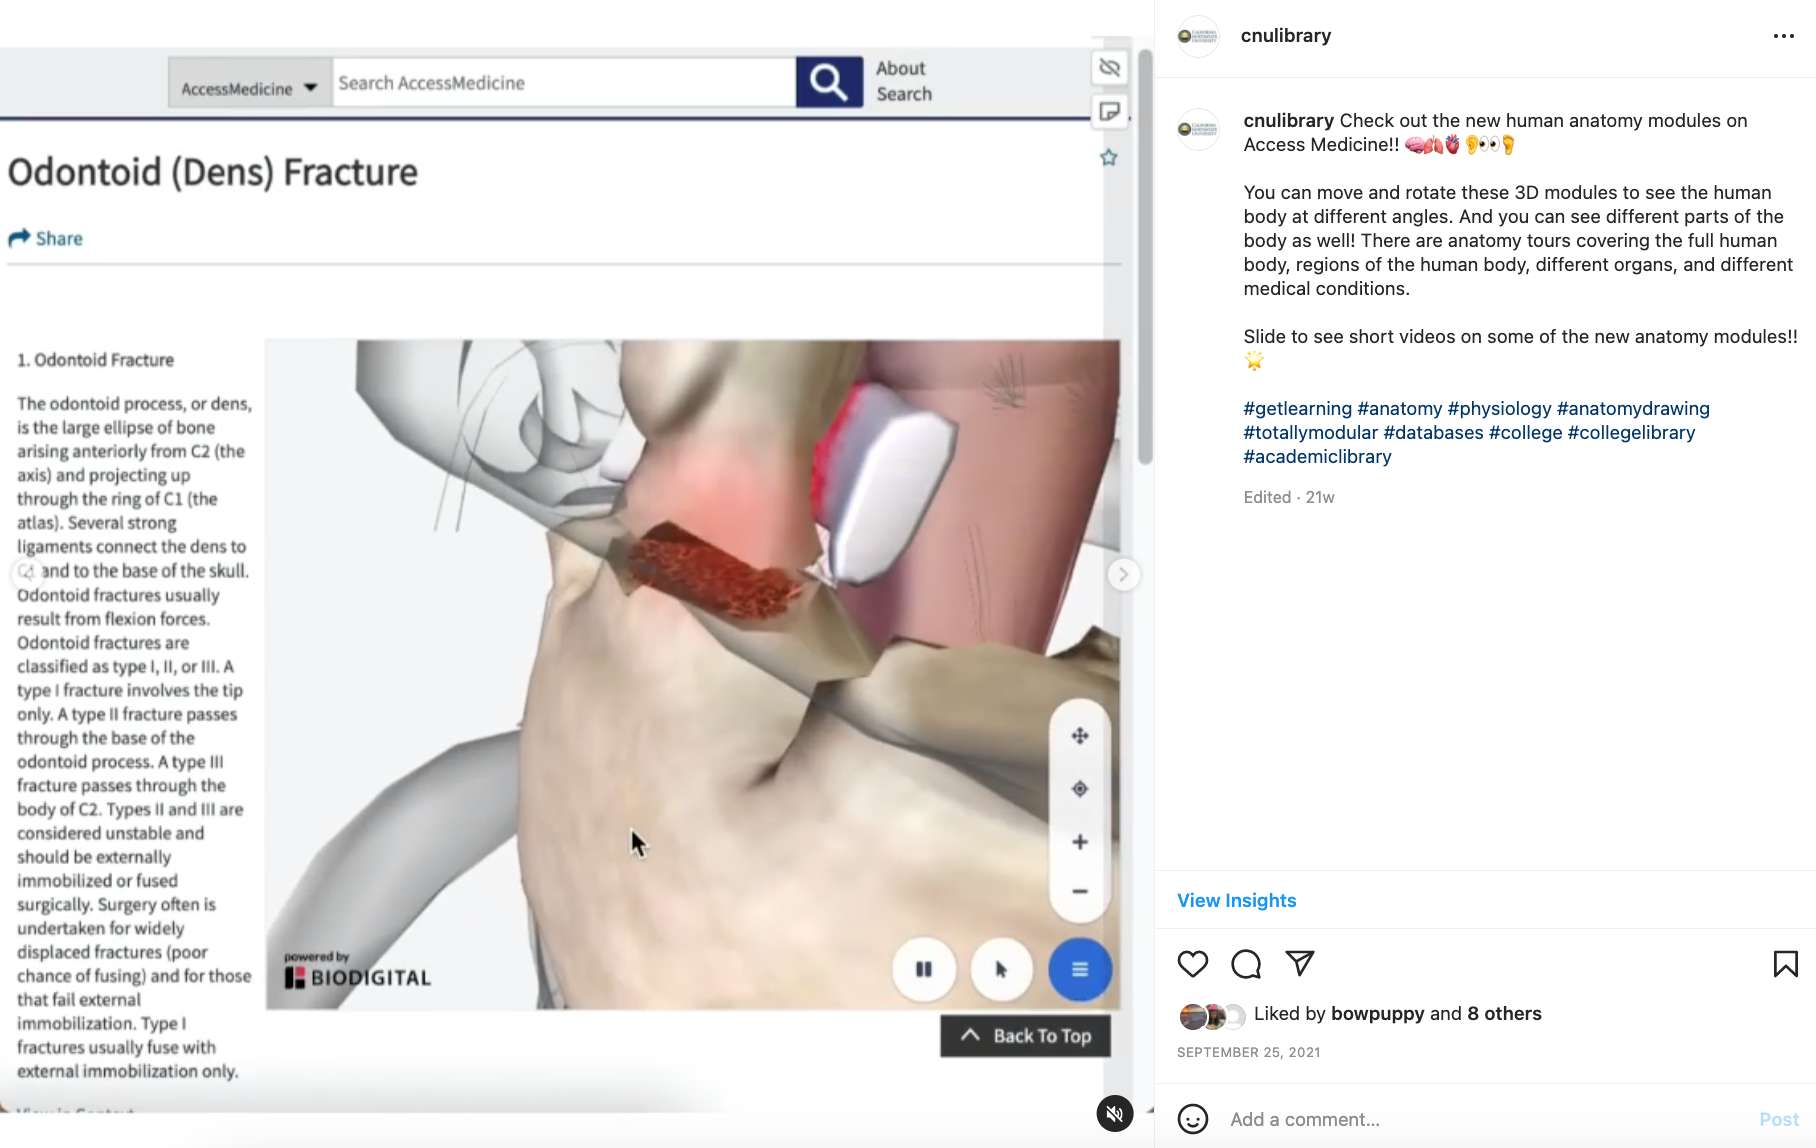 AccessMedicine
Search AccessMedicine
About
Search
Odontoid (Dens) Fracture
Share
1. Odontoid Fracture
The odontoid process, or dens,
is the large ellipse of bone
arising anteriorly from C2 (the
axis) and projecting up
through the ring of C1 (the
atlas). Several strong
ligaments connect the dens to
C1 and to the base of the skull.
Odontoid fractures usually
result from flexion forces.
Odontoid fractures are
classified as type I, II, or III. A
type I fracture involves the tip
only. A type II fracture passes
through the base of the
odontoid process. A type III
fracture passes through the
body of C2. Types II and III are
considered unstable and
should be externally
immobilized or fused
surgically. Surgery often is
undertaken for widely
displaced fractures (poor
chance of fusing) and for those
that fail external
immobilization. Type I
fractures usually fuse with
external immobilization only.
powered by
BIODIGITAL
Back To Top
cnulibrary
cnulibrary Check out the new human anatomy modules on
Access Medicine!! 🧠🫁🫀👂👀🦶
You can move and rotate these 3D modules to see the human
body at different angles. And you can see different parts of the
body as well! There are anatomy tours covering the full human
body, regions of the human body, different organs, and different
medical conditions.
Slide to see short videos on some of the new anatomy modules!!
🌟
#getlearning #anatomy #physiology #anatomydrawing
#totallymodular #databases #college #collegelibrary
#academiclibrary
Edited · 21w
View Insights
Liked by bowpuppy and 8 others
SEPTEMBER 25, 2021
Add a comment...
Post